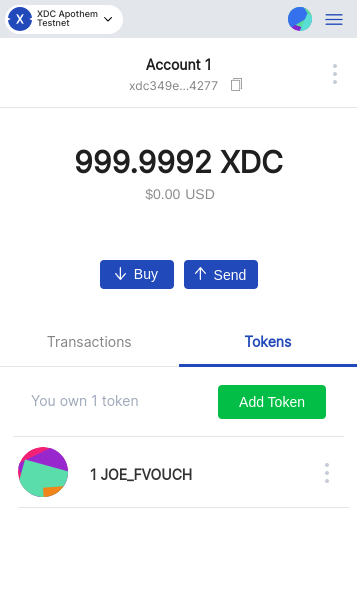 X
XDC Apothem
Testnet
Account 1
xdc349e...4277
999.9992 XDC
$0.00 USD
Buy
Send
Transactions
Tokens
You own 1 token
Add Token
1 JOE_FVOUCH